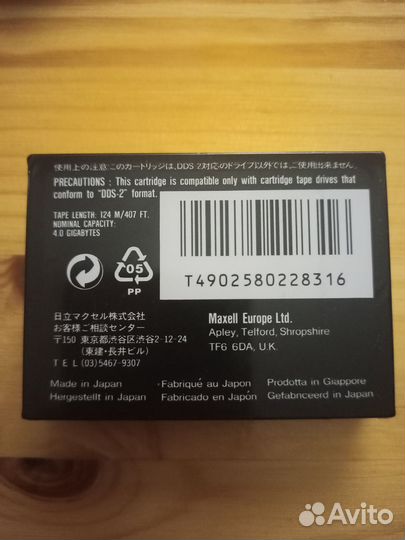 使用上の注意:このカートリッジは、DDS-2対応のドライブ以外では、ご使用出来ません。
PRECAUTIONS : This cartridge is compatible only with cartridge tape drives that
conform to "DDS-2" format.
TAPE LENGTH: 124 M/407 FT.
NOMINAL CAPACITY:
4.0 GIGABYTES
05
PP
T4902580228316
日立マクセル株式会社
お客様ご相談センター
〒150 東京都渋谷区渋谷2-12-24
(東建・長井ビル)
TEL (03)5467-9307
Maxell Europe Ltd.
Apley, Telford, Shropshire
TF6 6DA, U.K.
Made in Japan ・Fabriqué au Japon ・Prodotta in Giappore
Hergestellt in Japan ・Fabricado en Japón ・Gefabnceerd in Japan
Avito